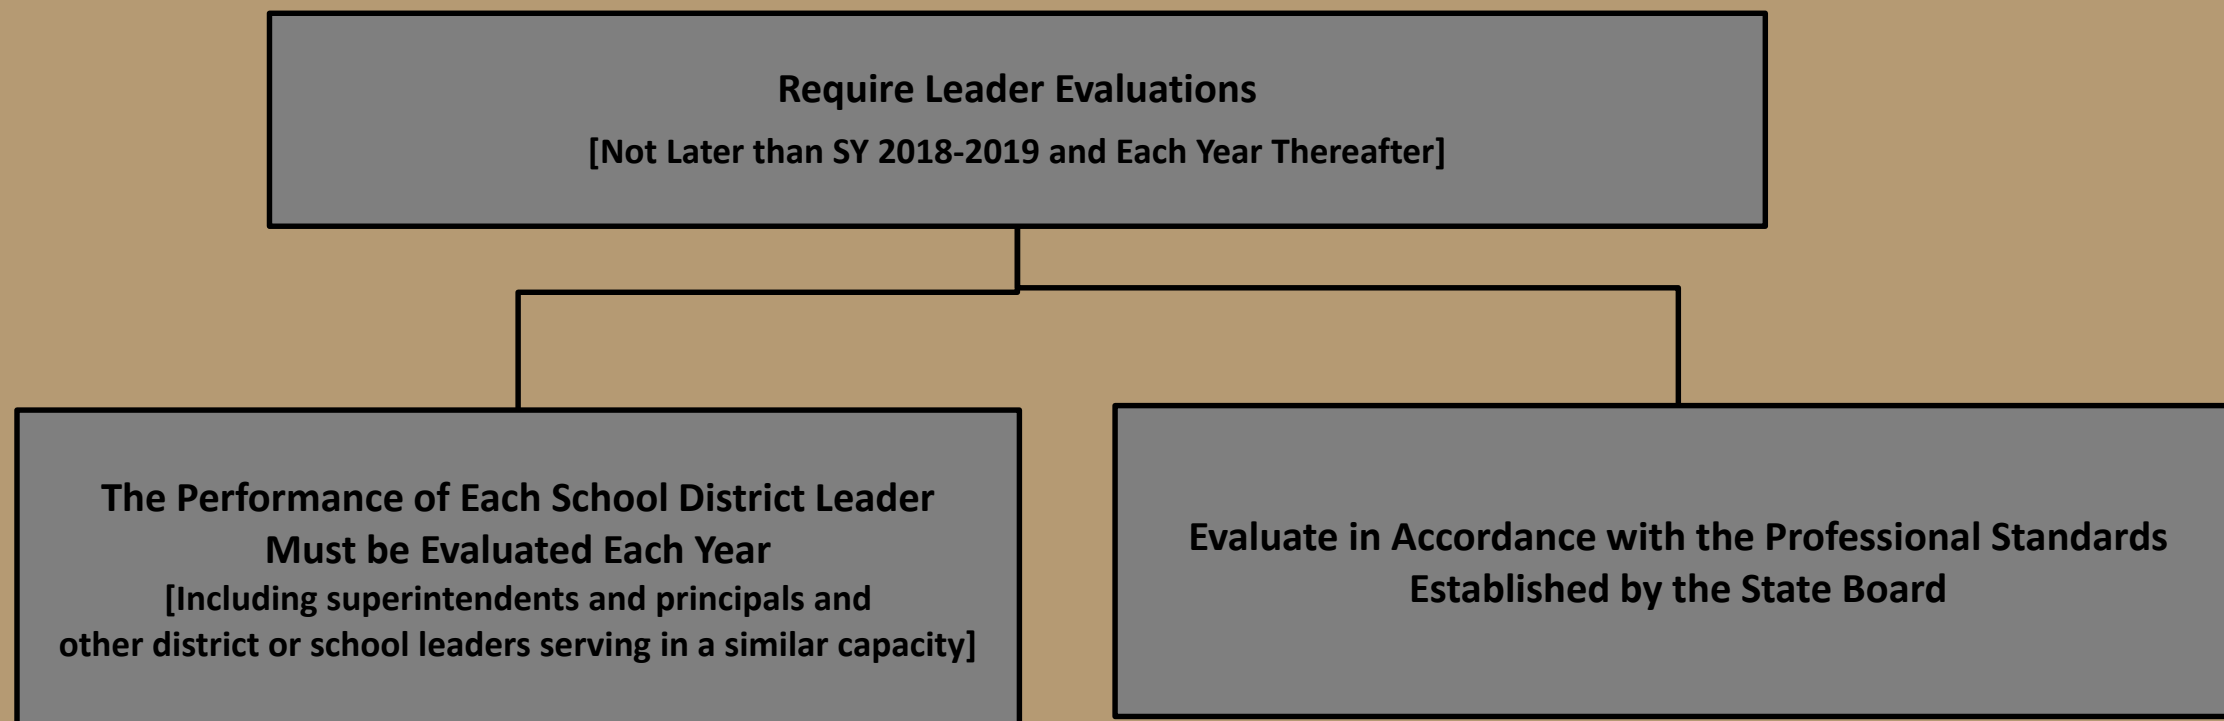 Require Leader Evaluations
[Not Later than SY 2018-2019 and Each Year Thereafter]
The Performance of Each School District Leader
Must be Evaluated Each Year
[Including superintendents and principals and
other district or school leaders serving in a similar capacity]
Evaluate in Accordance with the Professional Standards
Established by the State Board